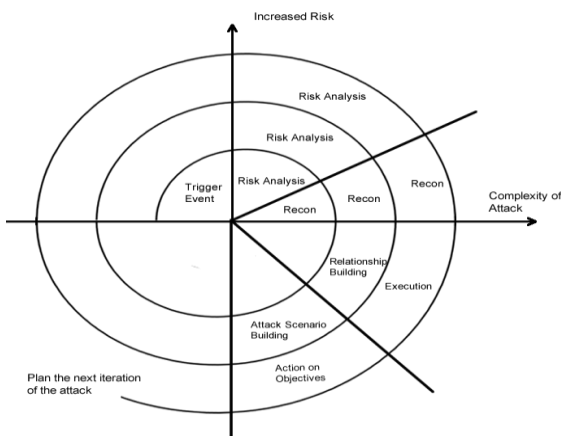 Increased Risk
Risk Analysis
Risk Analysis
Trigger
Event
Risk Analysis
Recon
Recon
Recon
Complexity of
Attack
Relationship
Building
Execution
Attack Scenario
Building
Action on
Objectives
Plan the next iteration
of the attack